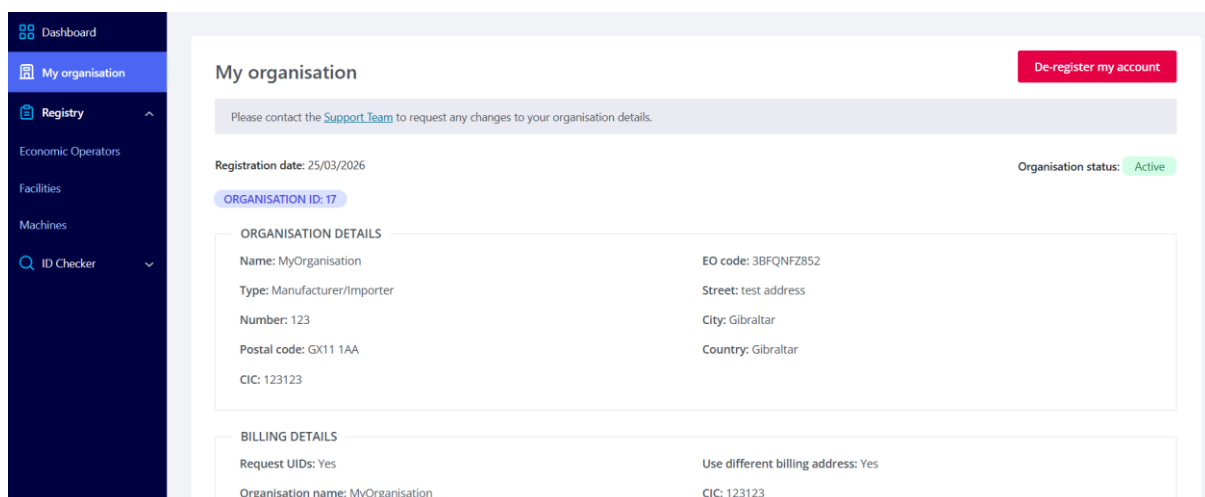 Dashboard
My organisation
Registry
Economic Operators
Facilities
Machines
ID Checker
My organisation
De-register my account
Please contact the Support Team to request any changes to your organisation details.
Registration date: 25/03/2026
Organisation status: Active
ORGANISATION ID: 17
ORGANISATION DETAILS
Name: MyOrganisation
EO code: 3BFQNFZ852
Type: Manufacturer/Importer
Street: test address
Number: 123
City: Gibraltar
Postal code: GX11 1AA
Country: Gibraltar
CIC: 123123
BILLING DETAILS
Request UIDs: Yes
Use different billing address: Yes
Organisation name: MyOrganisation
CIC: 123123